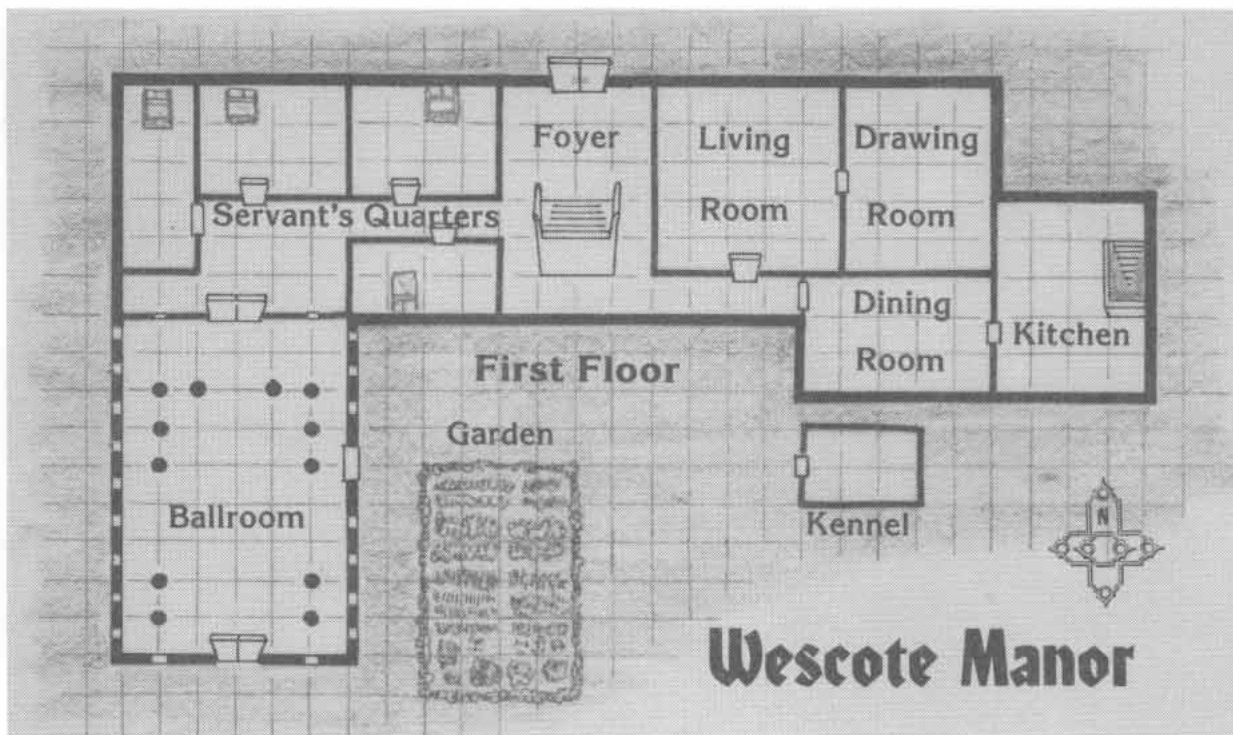 Foyer
Living
Room
Drawing
Room
Servant's Quarters
Dining
Room
Kitchen
First Floor
Garden
Ballroom
Kennel
N
Wescote Manor